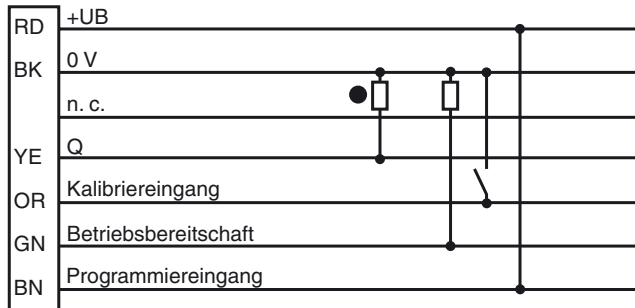 RD +UB
BK 0 V
n. c.
YE Q
OR Kalibriereingang
GN Betriebsbereitschaft
BN Programmiereingang